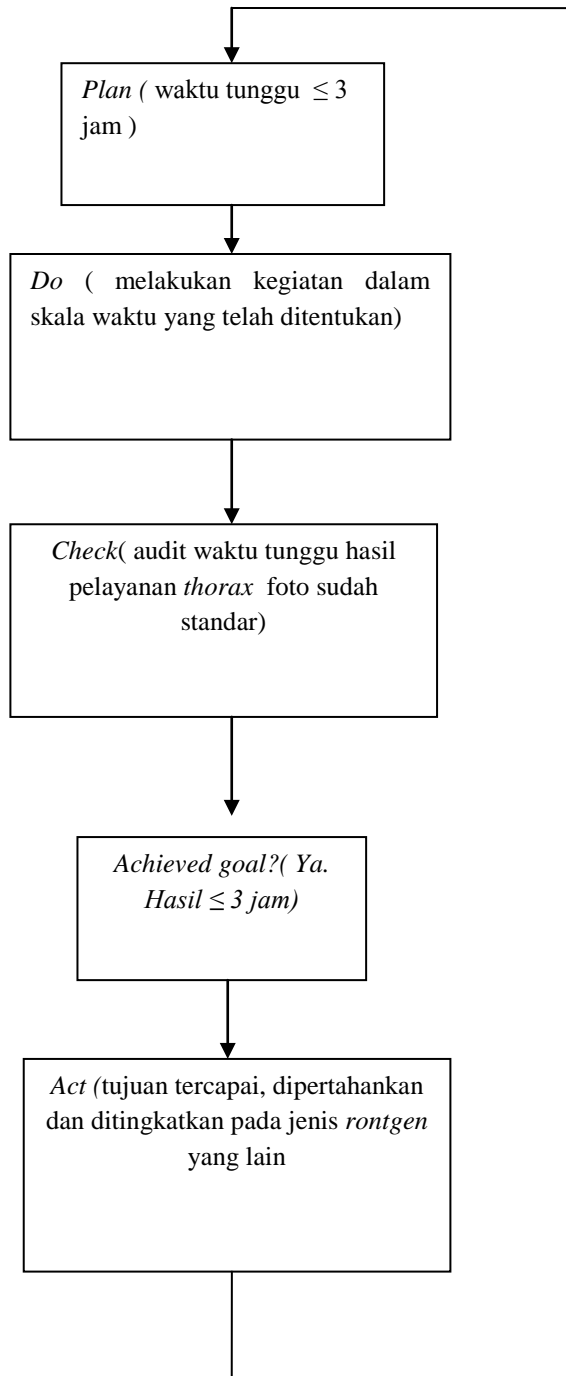 Plan ( waktu tunggu ≤ 3
jam )
Do ( melakukan kegiatan dalam
skala waktu yang telah ditentukan)
Check( audit waktu tunggu hasil
pelayanan thorax foto sudah
standar)
Achieved goal?( Ya.
Hasil ≤ 3 jam)
Act (tujuan tercapai, dipertahankan
dan ditingkatkan pada jenis rontgen
yang lain